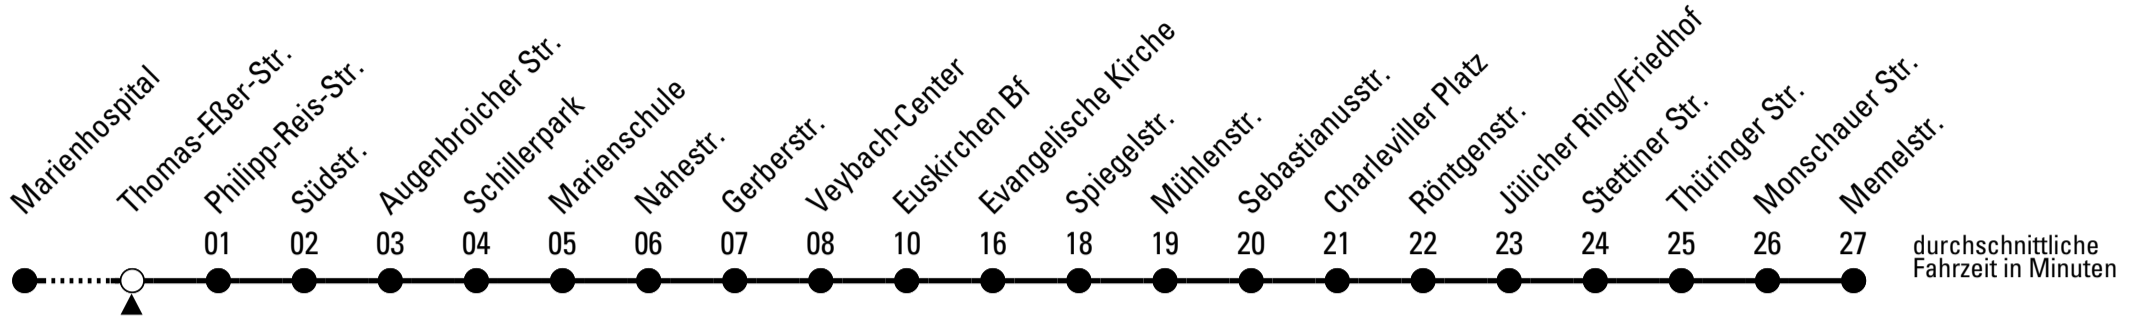 Marienhospital
Thomas-Eßer-Str.
Philipp-Reis-Str.
Südstr.
Augenbroicher Str.
Schillerpark
Marienschule
Nahestr.
Gerberstr.
Veybach-Center
Euskirchen Bf
Evangelische Kirche
Spiegelstr.
Mühlenstr.
Sebastianusstr.
Charleviller Platz
Röntgenstr.
Jülicher Ring/Friedhof
Stettiner Str.
Thüringer Str.
Monschauer Str.
Memelstr.
01 02 03 04 05 06 07 08 10 16 18 19 20 21 22 23 24 25 26 27
durchschnittliche
Fahrzeit in Minuten